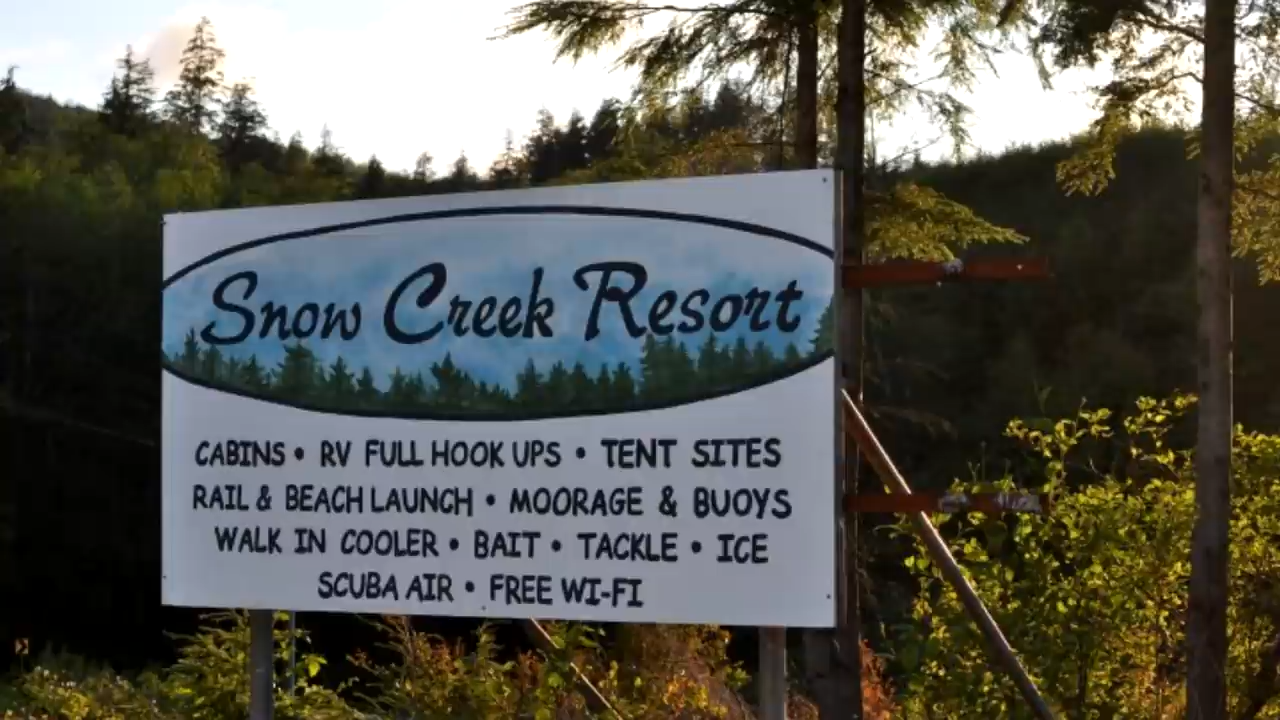 Snow Creek Resort
CABINS • RV FULL HOOK UPS • TENT SITES
RAIL & BEACH LAUNCH • MOORAGE & BUOYS
WALK IN COOLER • BAIT • TACKLE • ICE
SCUBA AIR • FREE WI-FI